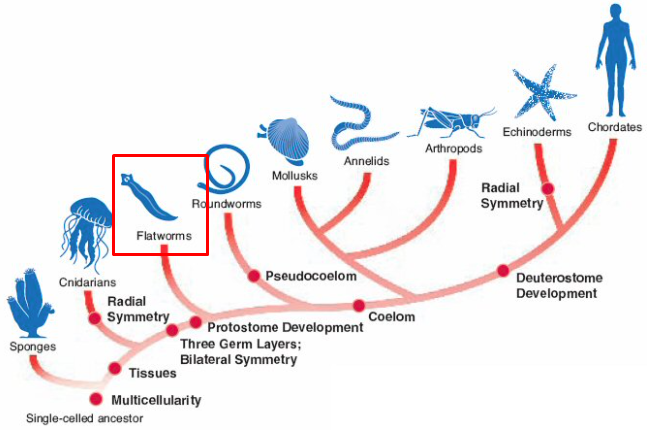 Chordates
Echinoderms
Arthropods
Annelids
Mollusks
Radial
Symmetry
Roundworms
Flatworms
Pseudocoelom
Deuterostome
Development
Cnidarians
Radial
Symmetry
Coelom
Protostome Development
Three Germ Layers;
Bilateral Symmetry
Sponges
Tissues
Multicellularity
Single-celled ancestor